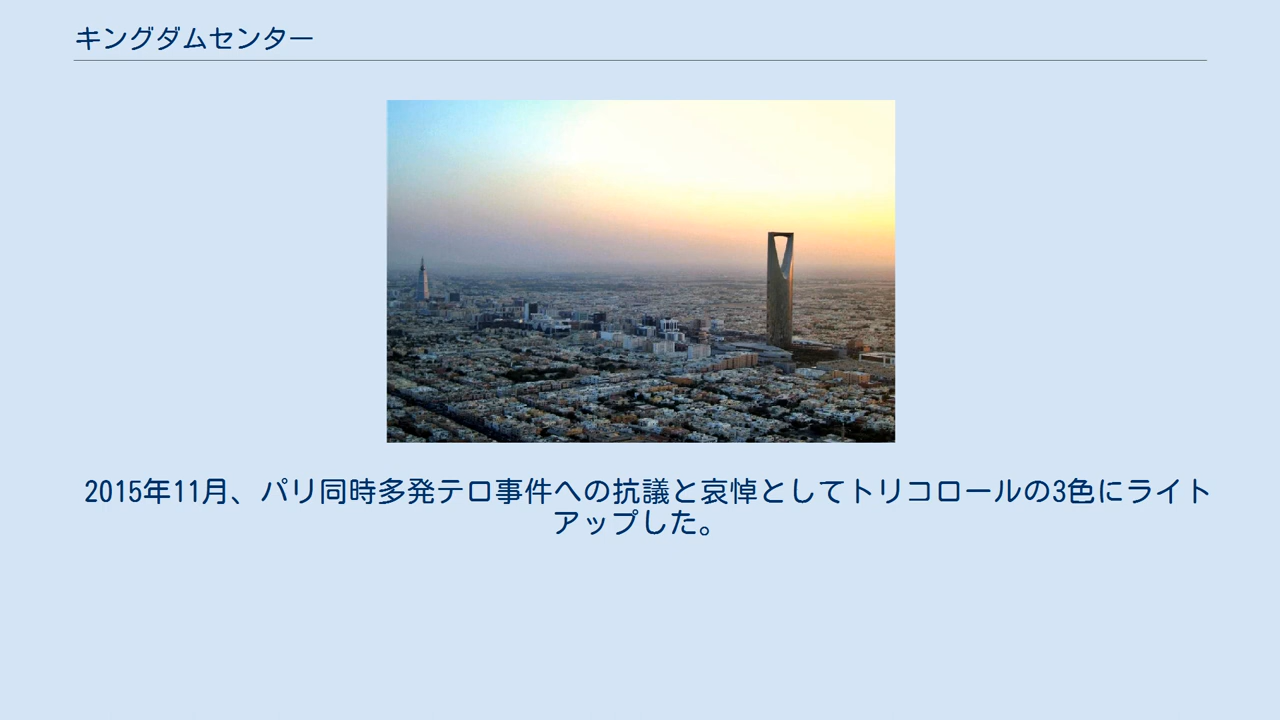 キングダムセンター
2015年11月、パリ同時多発テロ事件への抗議と哀悼としてトリコロールの3色にライト
アップした。